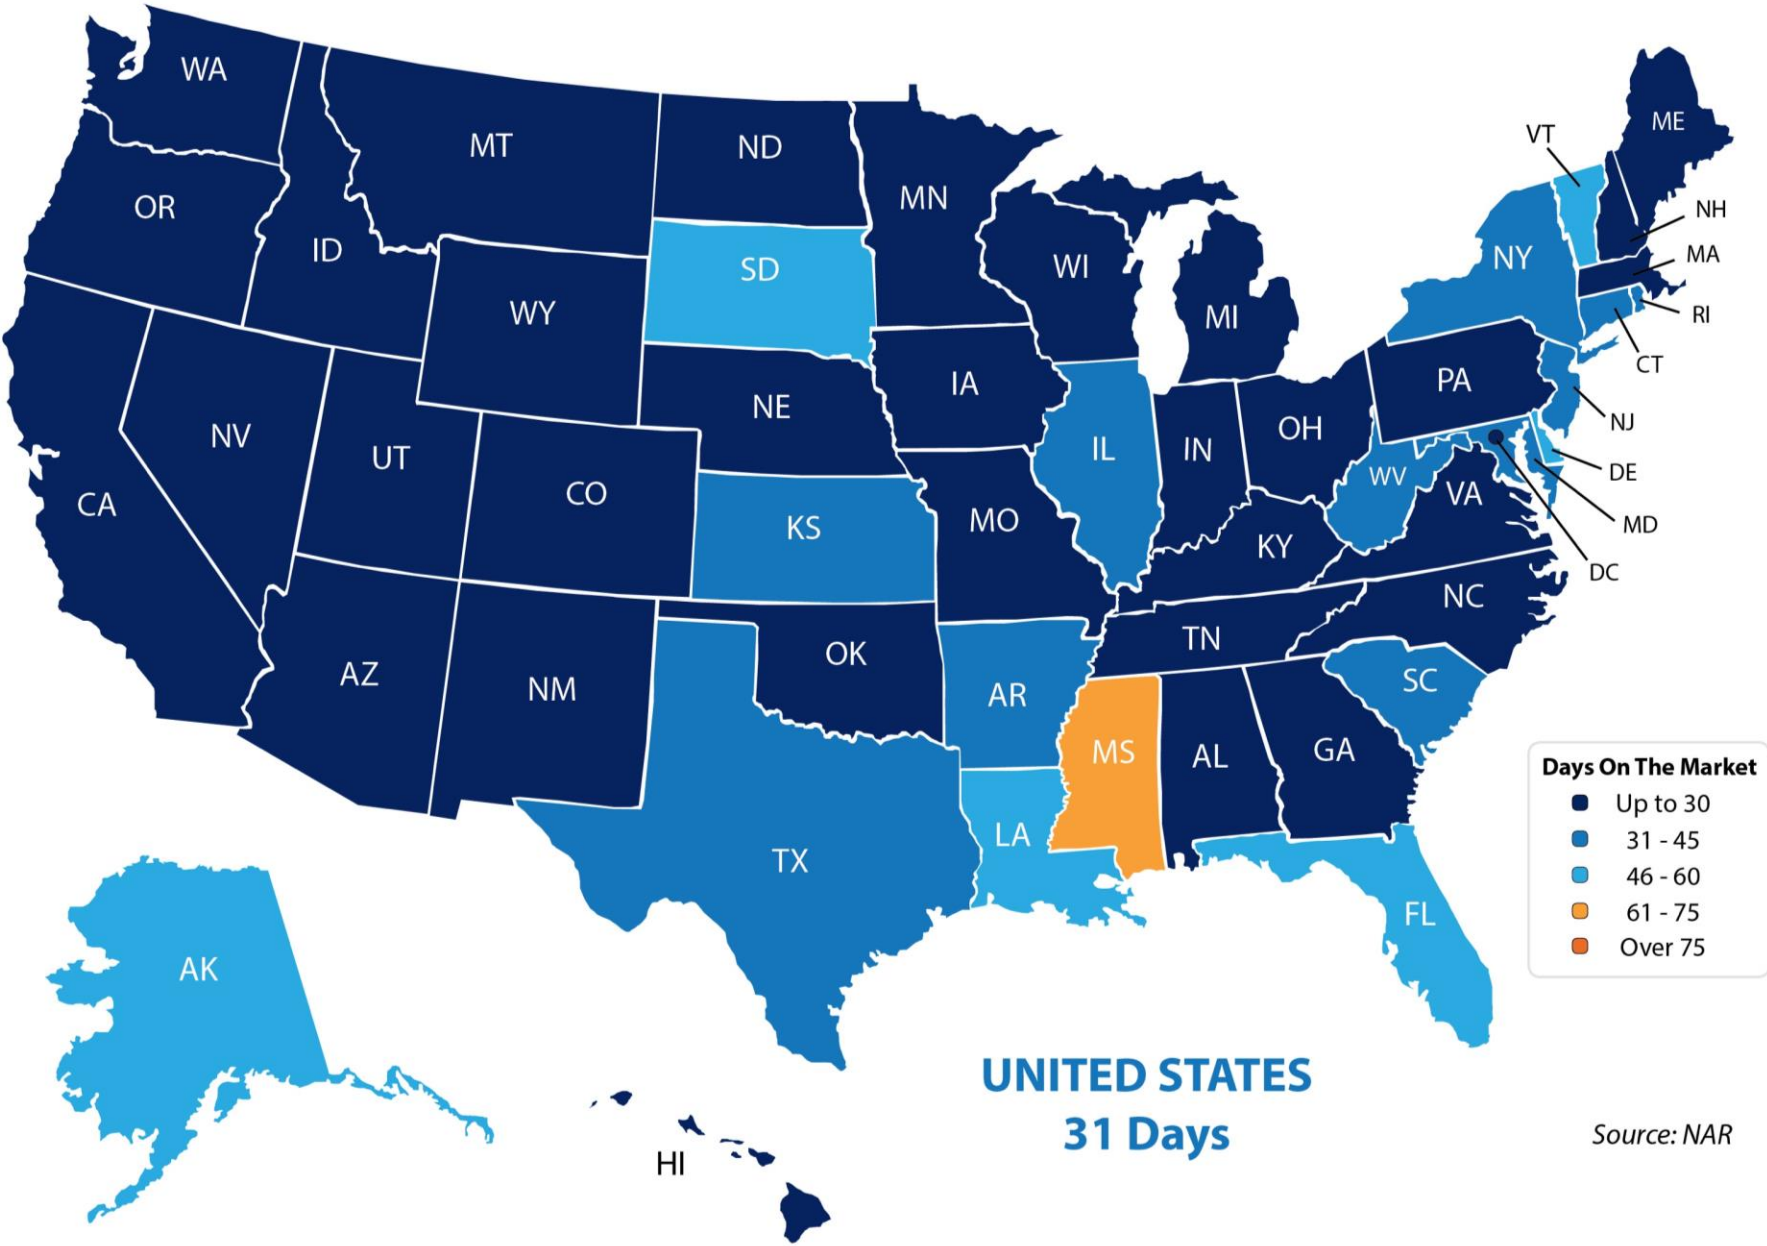 WA
MT
ND
MN
ME
VT
OR
ID
NH
WI
NY
MA
SD
WY
MI
RI
CT
IA
PA
NE
NJ
NV
UT
CO
IL
IN
OH
WV
DE
CA
VA
MD
KS
MO
KY
DC
NC
TN
OK
AZ
NM
AR
SC
MS
AL
GA
Days On The Market
Up to 30
31 - 45
46 - 60
61 - 75
Over 75
LA
TX
FL
AK
UNITED STATES
31 Days
Source: NAR
HI